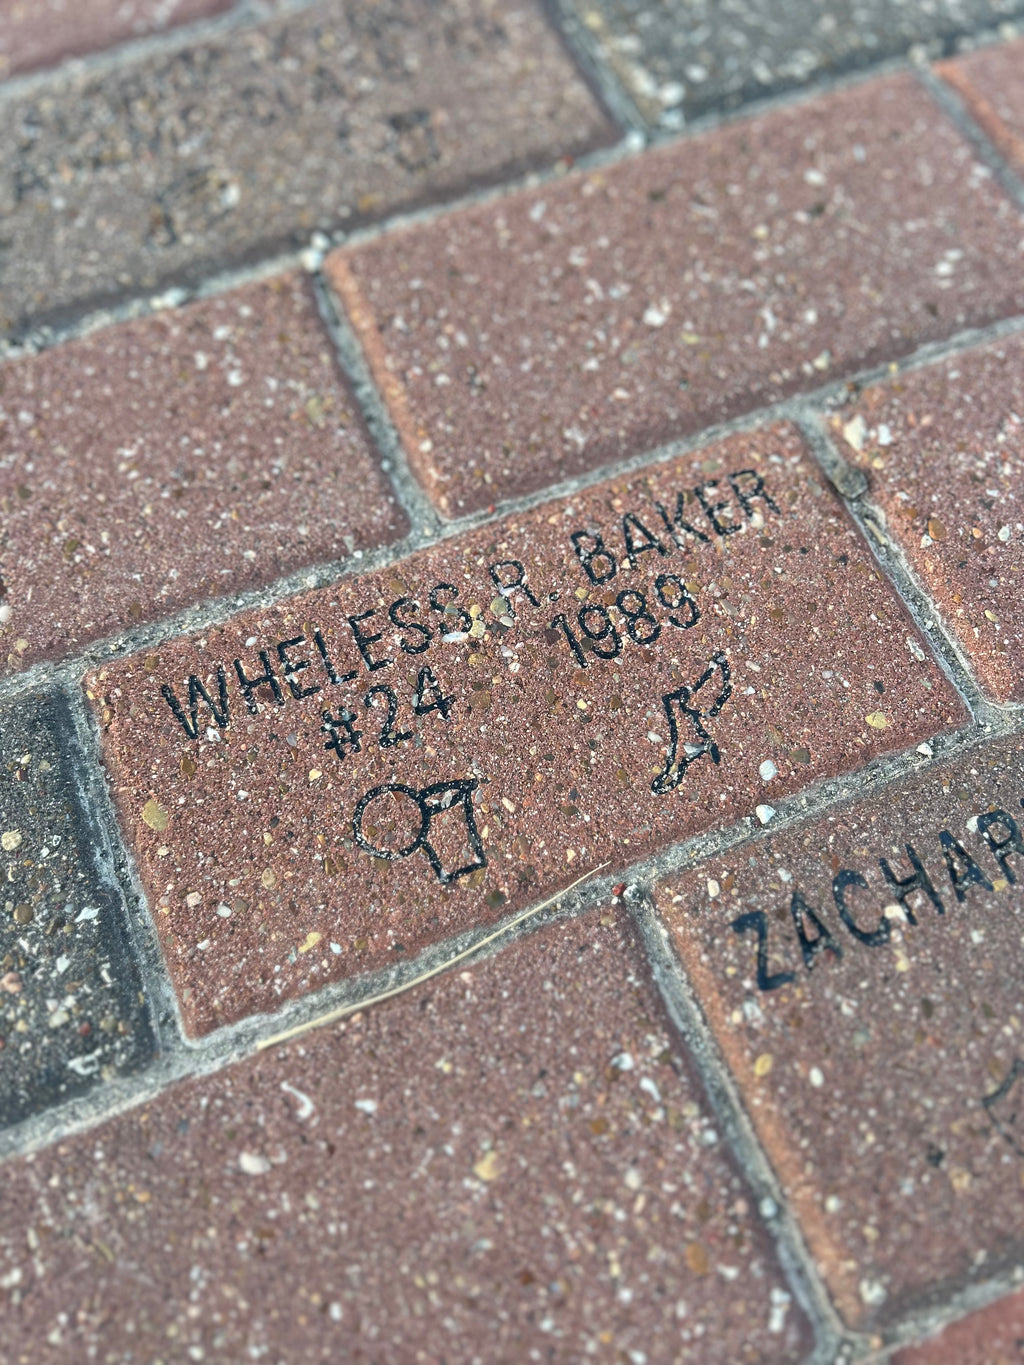 WHELESS R. BAKER
#24 1989
ZACHAR